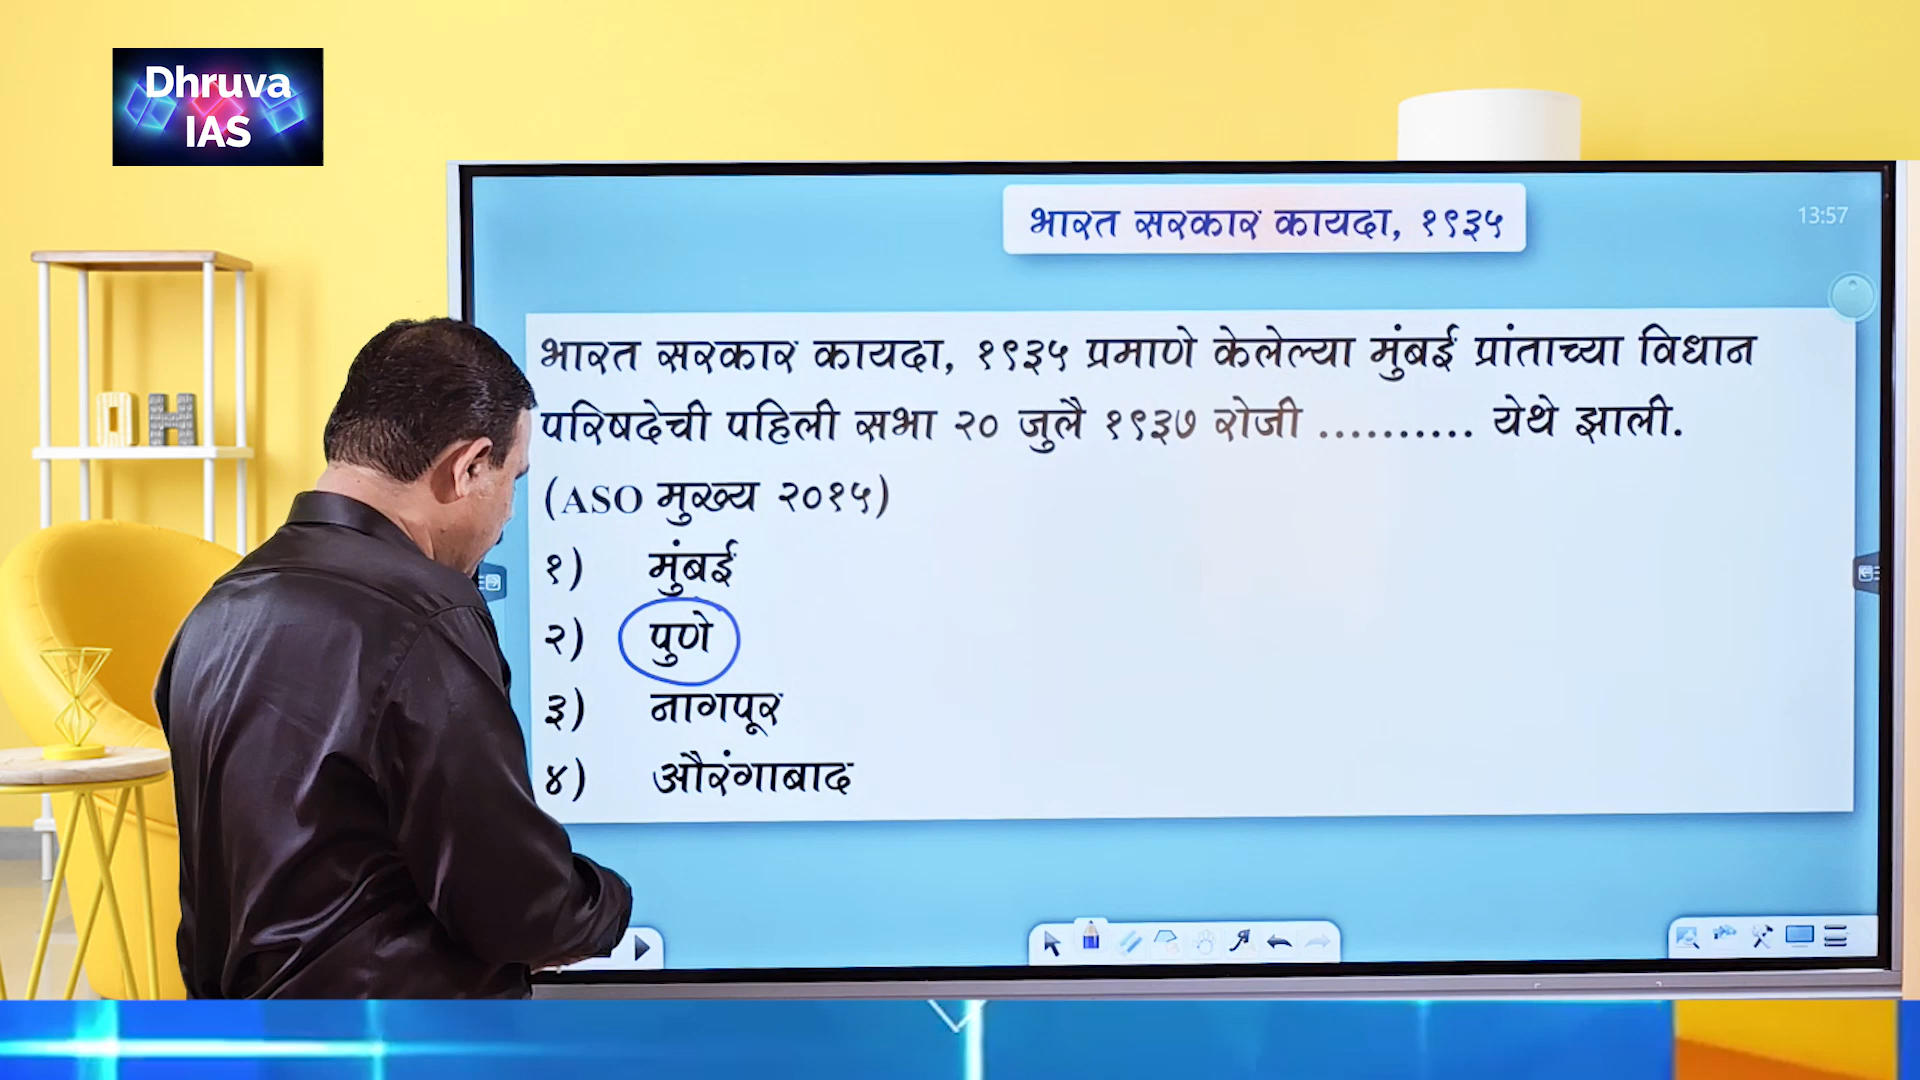 Dhruva
IAS
भारत सरकार कायदा, १९३५
13:57
भारत सरकार कायदा, १९३५ प्रमाणे केलेल्या मुंबई प्रांताच्या विधान
परिषदेची पहिली सभा २० जुलै १९३७ रोजी .......... येथे झाली.
(ASO मुख्य २०१५)
१) मुंबई
२) पुणे
३) नागपूर
४) औरंगाबाद